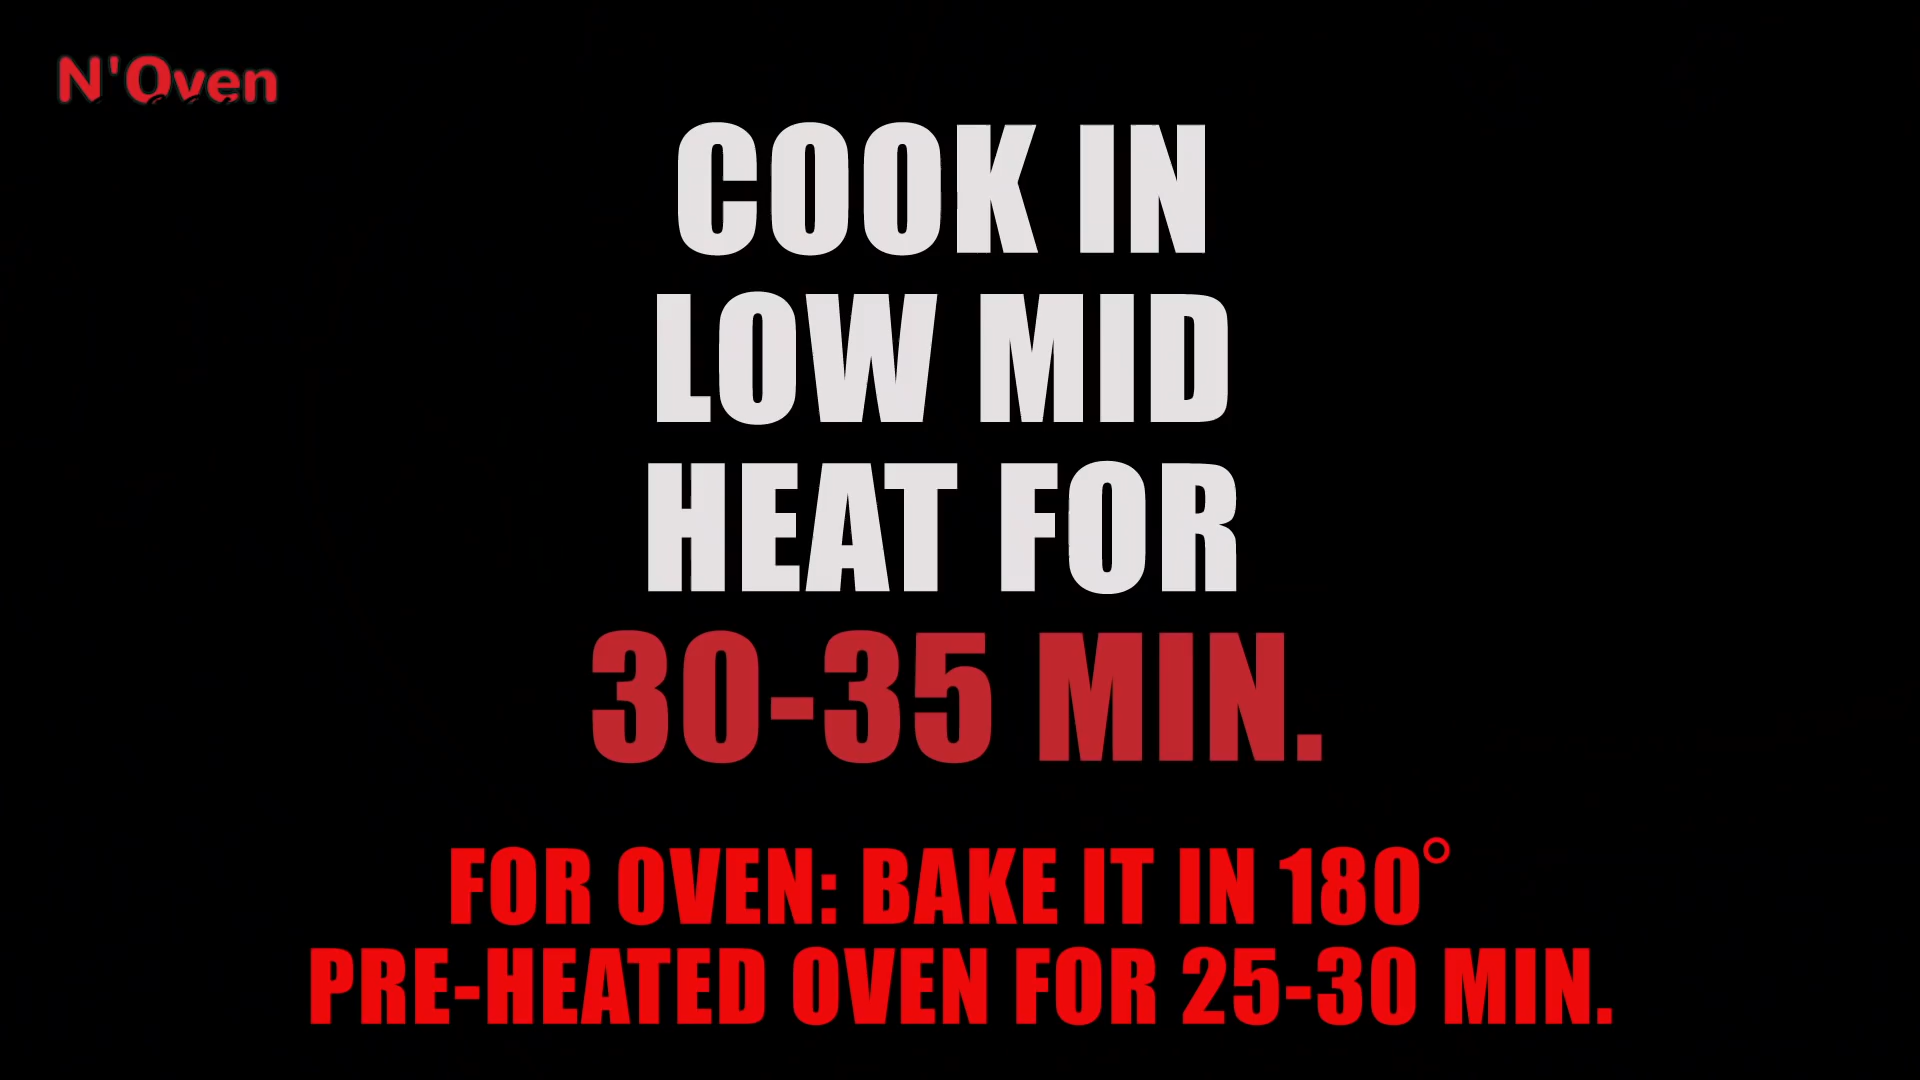 N'Oven
COOK IN
LOW MID
HEAT FOR
30-35 MIN.
FOR OVEN: BAKE IT IN 180°
PRE-HEATED OVEN FOR 25-30 MIN.